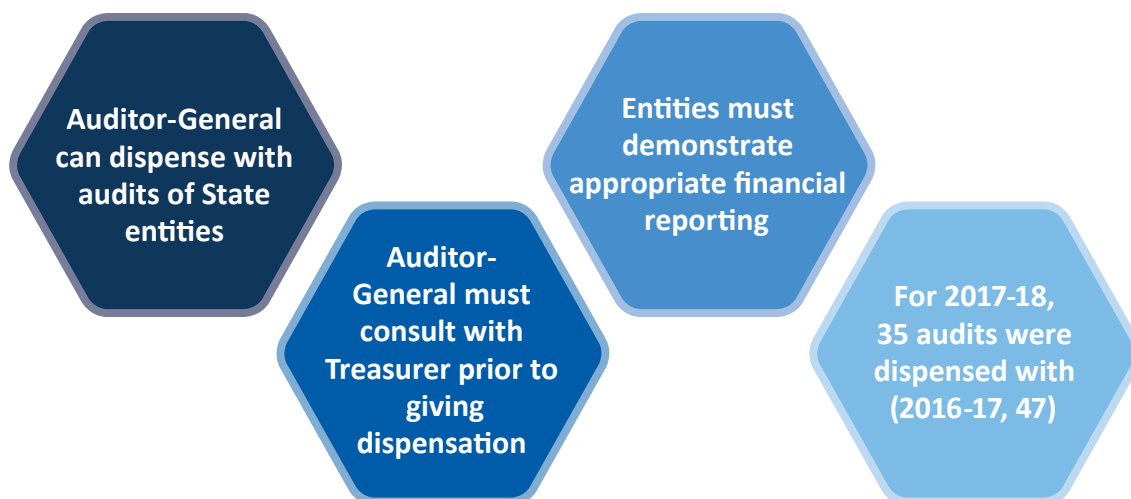 Auditor-General
can dispense with
audits of State
entities
Auditor-
General must
consult with
Treasurer prior to
giving
dispensation
Entities must
demonstrate
appropriate financial
reporting
For 2017-18,
35 audits were
dispensed with
(2016-17, 47)